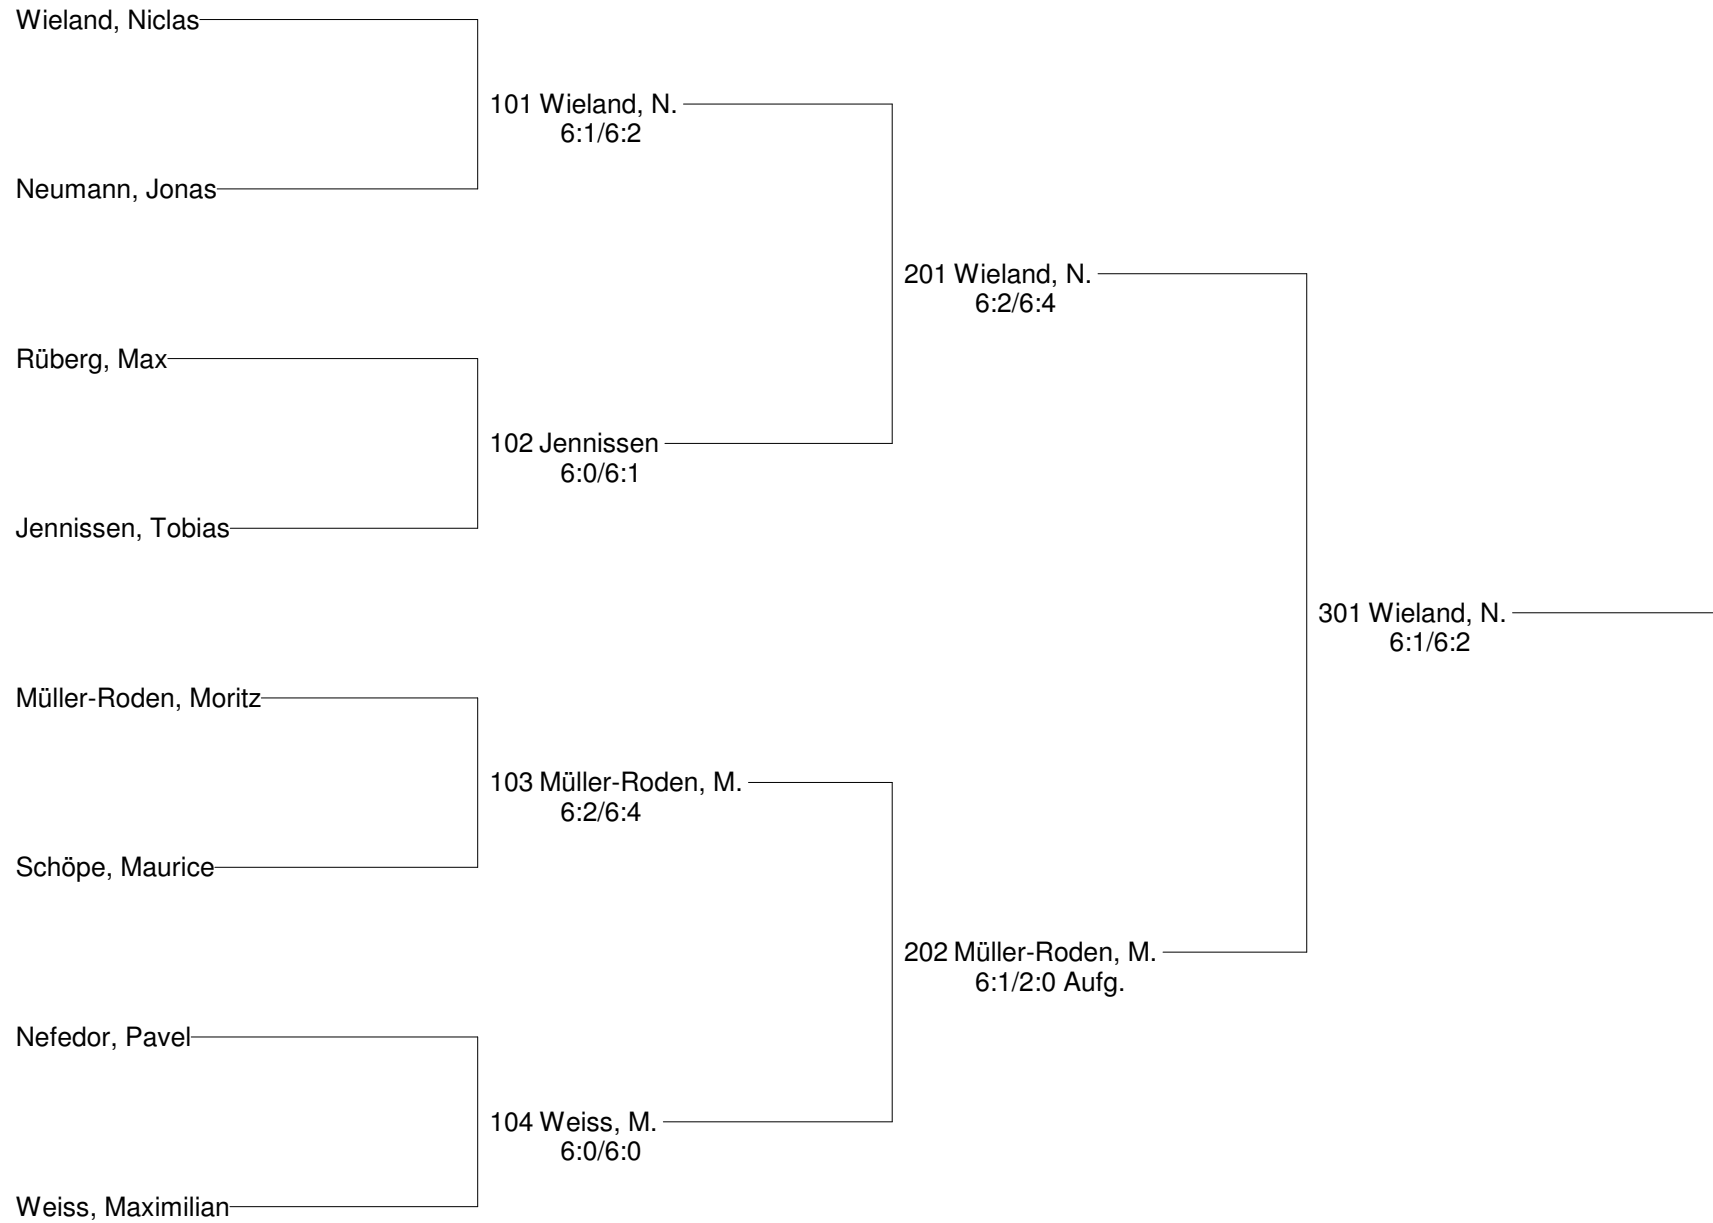 Wieland, Niclas
101 Wieland, N.
6:1/6:2
Neumann, Jonas
201 Wieland, N.
6:2/6:4
Rüberg, Max
102 Jennissen
6:0/6:1
Jennissen, Tobias
301 Wieland, N.
6:1/6:2
Müller-Roden, Moritz
103 Müller-Roden, M.
6:2/6:4
Schöpe, Maurice
202 Müller-Roden, M.
6:1/2:0 Aufg.
Nefedor, Pavel
104 Weiss, M.
6:0/6:0
Weiss, Maximilian